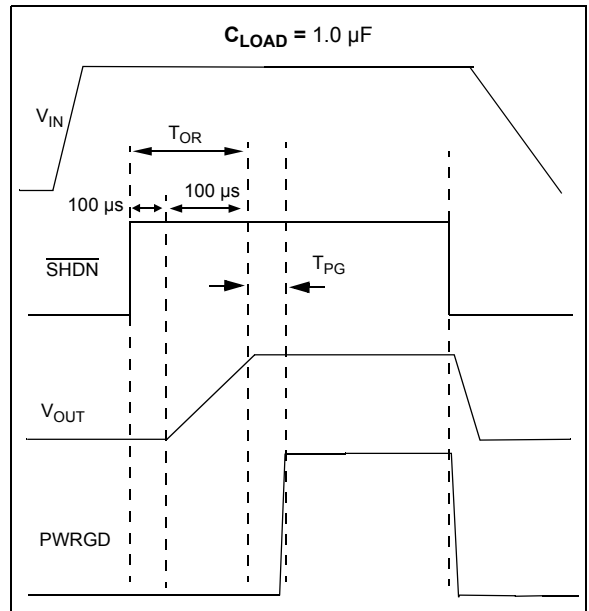 C_LOAD = 1.0 µF
V_IN
T_OR
100 µs
100 µs
SHDN
T_PG
V_OUT
PWRGD